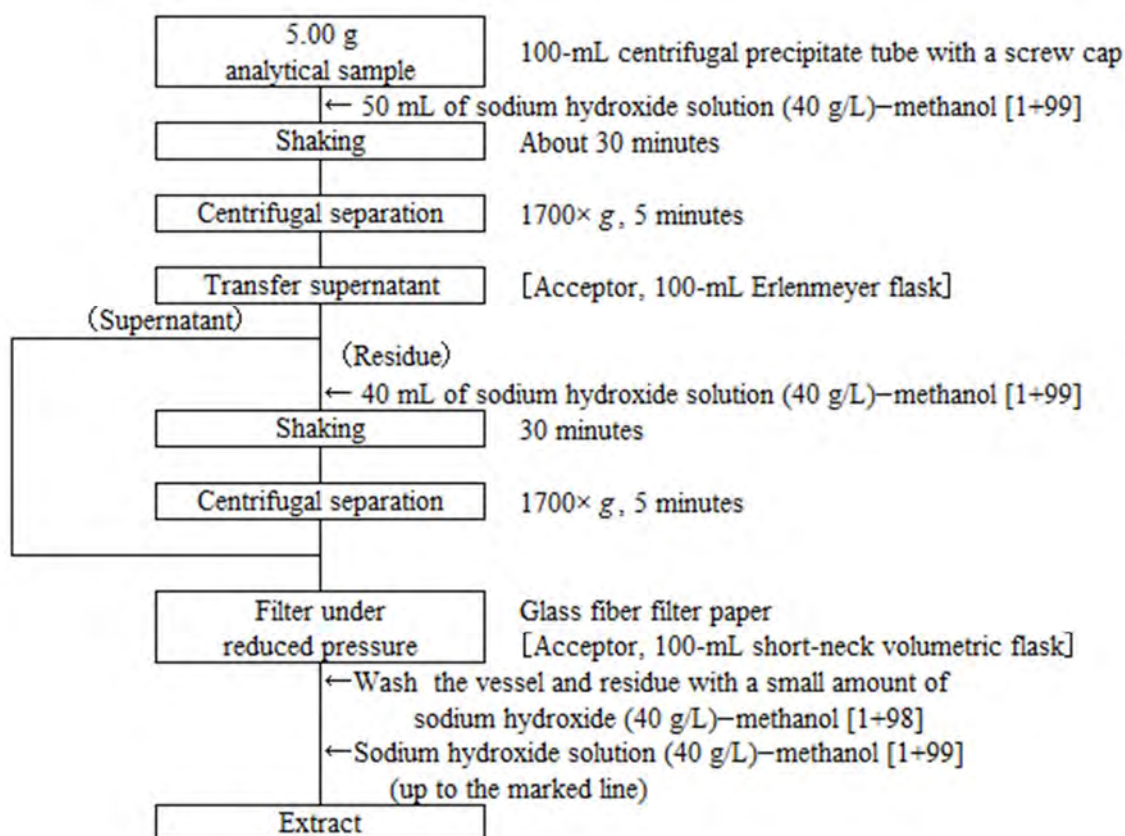 5.00 g
analytical sample
100-mL centrifugal precipitate tube with a screw cap
← 50 mL of sodium hydroxide solution (40 g/L)−methanol [1+99]
Shaking
About 30 minutes
Centrifugal separation
1700× g, 5 minutes
Transfer supernatant
[Acceptor, 100-mL Erlenmeyer flask]
(Supernatant)
(Residue)
← 40 mL of sodium hydroxide solution (40 g/L)−methanol [1+99]
Shaking
30 minutes
Centrifugal separation
1700× g, 5 minutes
Filter under
reduced pressure
Glass fiber filter paper
[Acceptor, 100-mL short-neck volumetric flask]
←Wash the vessel and residue with a small amount of
sodium hydroxide (40 g/L)−methanol [1+98]
←Sodium hydroxide solution (40 g/L)−methanol [1+99]
(up to the marked line)
Extract